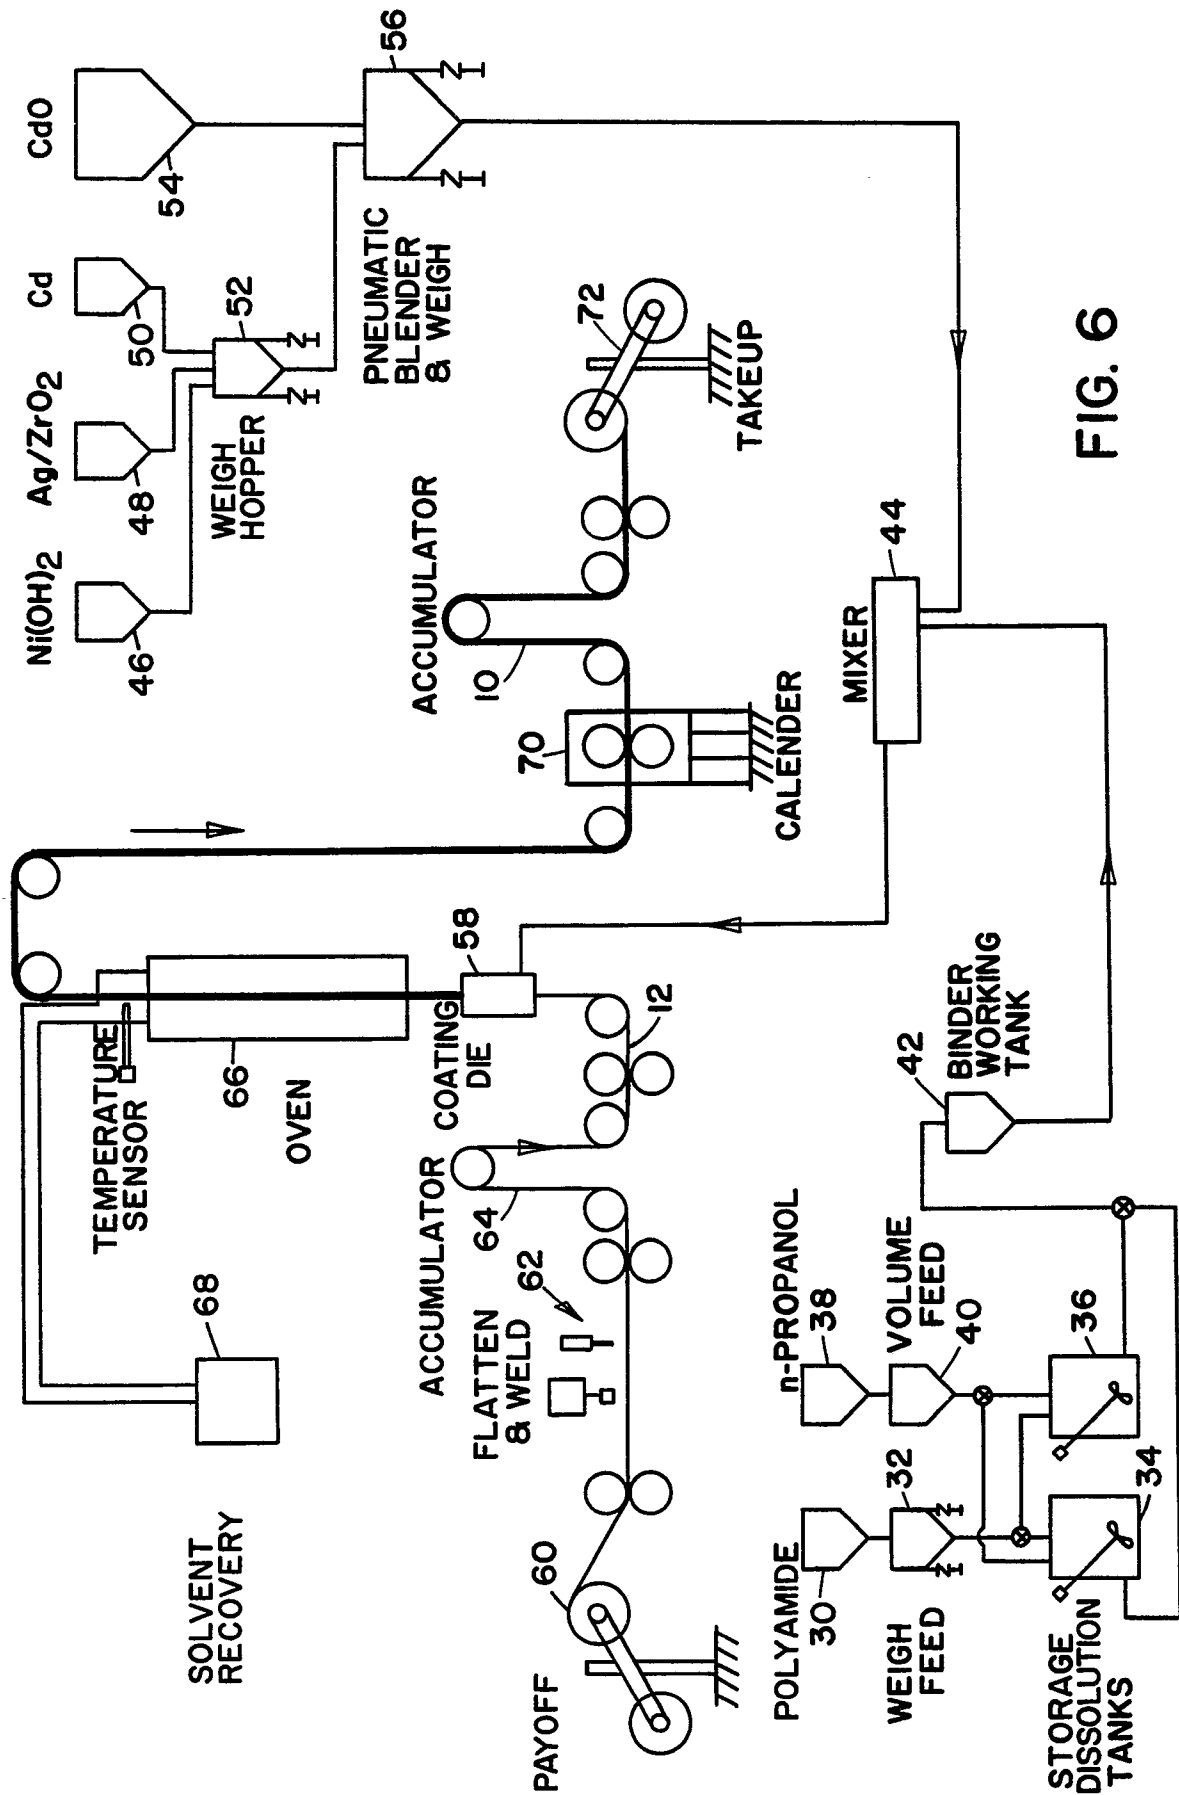 Ni(OH)2
Ag/ZrO2
Cd
CdO
46
48
50
54
WEIGH
HOPPER
52
56
PNEUMATIC
BLENDER
& WEIGH
SOLVENT
RECOVERY
68
TEMPERATURE
SENSOR
66
OVEN
PAYOFF
60
FLATTEN
& WELD
62
ACCUMULATOR
64
COATING
DIE
58
12
70
CALENDER
ACCUMULATOR
10
72
TAKEUP
POLYAMIDE
30
n-PROPANOL
38
WEIGH
FEED
32
VOLUME
FEED
40
STORAGE
DISSOLUTION
TANKS
34
36
42
BINDER
WORKING
TANK
MIXER
44
FIG. 6